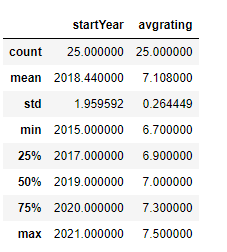 startYear avgrating
count 25.000000 25.000000
mean 2018.440000 7.108000
std 1.959592 0.264449
min 2015.000000 6.700000
25% 2017.000000 6.900000
50% 2019.000000 7.000000
75% 2020.000000 7.300000
max 2021.000000 7.500000